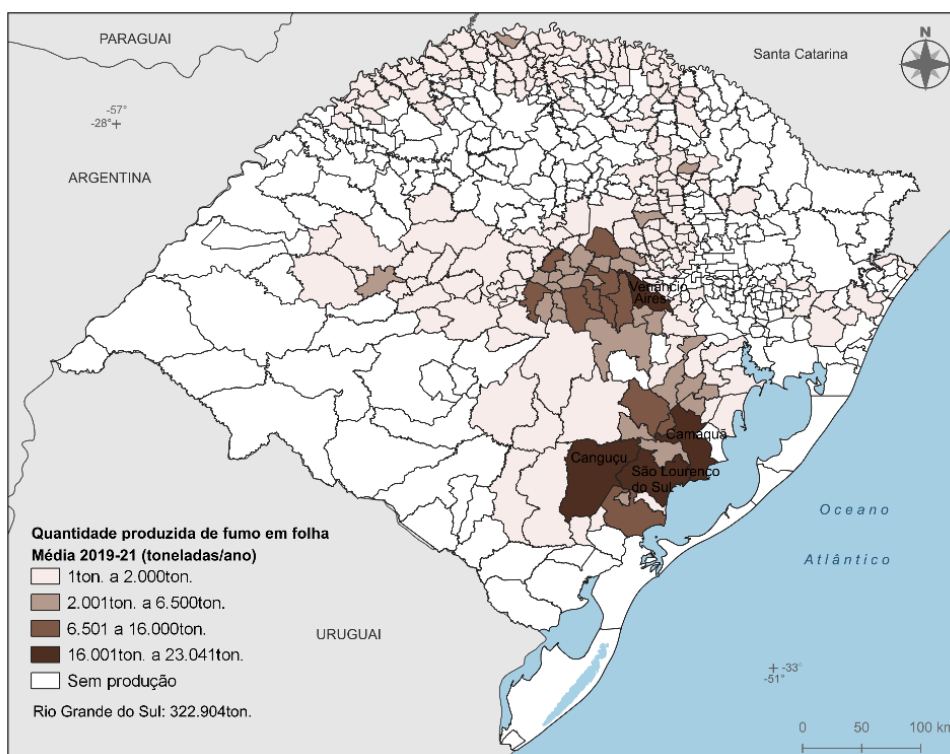 PARAGUAI
N
Santa Catarina
-57°
-28°
ARGENTINA
Venâncio
Aires
Camaquã
Canguçu
São Lourenço
do Sul
Oceano
Atlântico
Quantidade produzida de fumo em folha
Média 2019-21 (toneladas/ano)
1ton. a 2.000ton.
2.001ton. a 6.500ton.
6.501 a 16.000ton.
16.001ton. a 23.041ton.
Sem produção
Rio Grande do Sul: 322.904ton.
URUGUAI
-33°
-51°
0 50 100 km